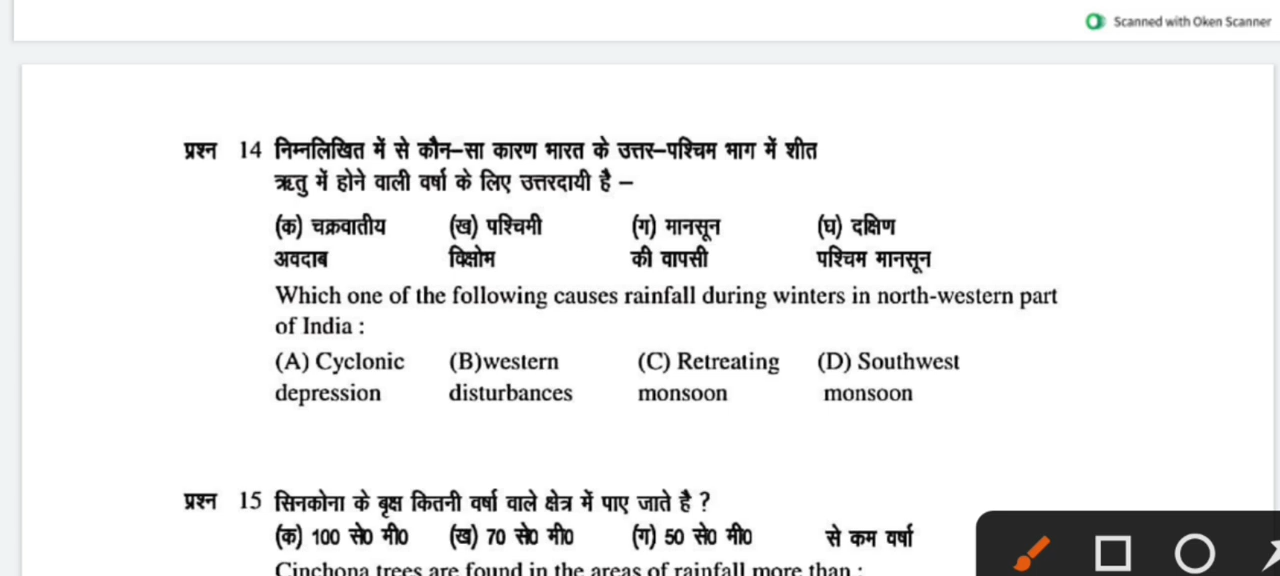 Scanned with Oken Scanner
प्रश्न 14 निम्नलिखित में से कौन–सा कारण भारत के उत्तर–पश्चिम भाग में शीत
ऋतु में होने वाली वर्षा के लिए उत्तरदायी है –
(क) चक्रवातीय (ख) पश्चिमी (ग) मानसून (घ) दक्षिण
अवदाब विक्षोम की वापसी पश्चिम मानसून
Which one of the following causes rainfall during winters in north-western part
of India :
(A) Cyclonic (B)western (C) Retreating (D) Southwest
depression disturbances monsoon monsoon
प्रश्न 15 सिनकोना के बृक्ष कितनी वर्षा वाले क्षेत्र में पाए जाते है ?
(क) 100 से0 मी0 (ख) 70 से0 मी0 (ग) 50 से0 मी0 से कम वर्षा
Cinchona trees are found in the areas of rainfall more than :